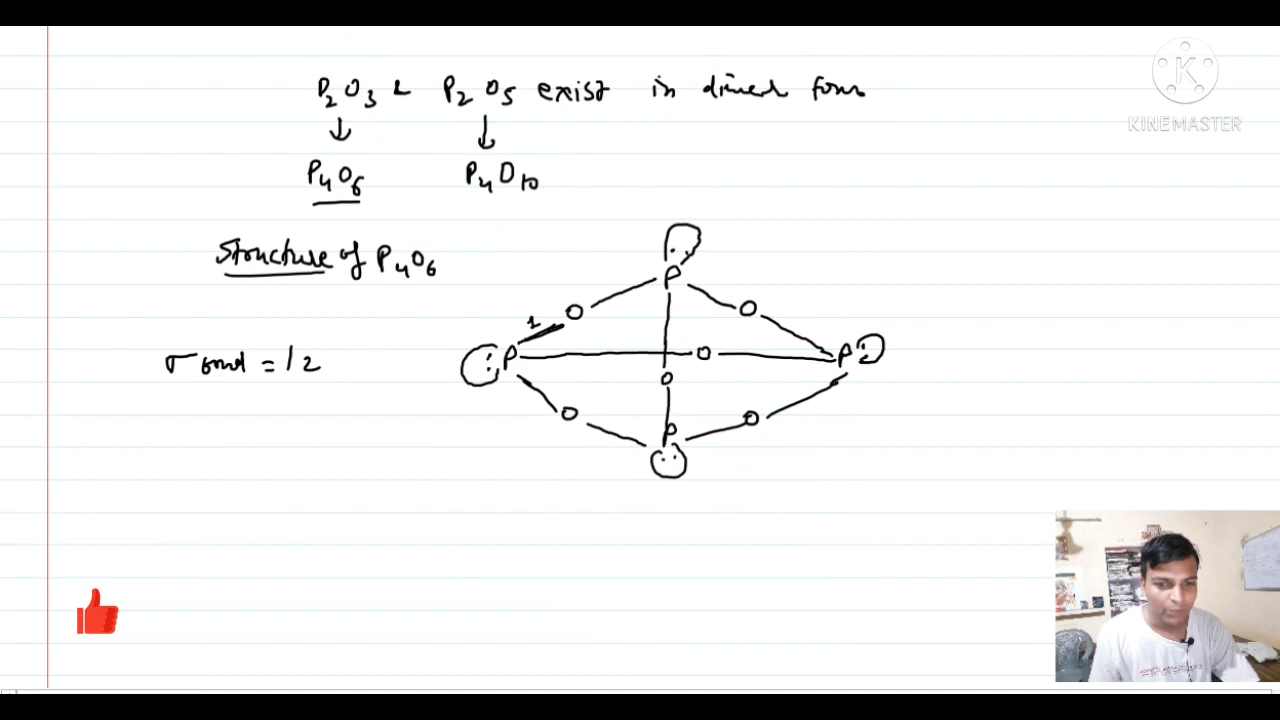 P2O3 & P2O5 exist in dimer form
↓ ↓
P4O6 P4O10
Structure of P4O6
σ bond = 12
P
1 O O
P O P
O
O P O
K
KINEMASTER